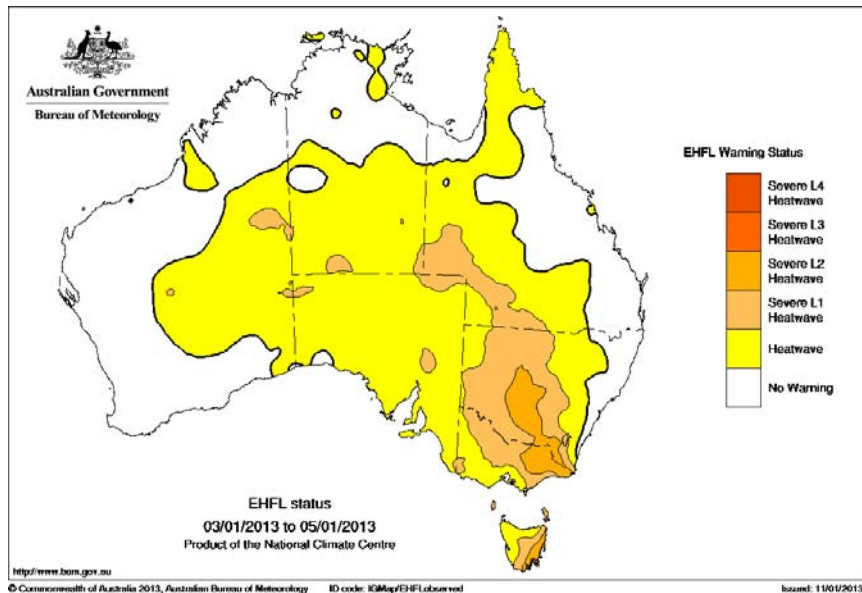 Australian Government
Bureau of Meteorology
EHFL Warning Status
Severe L4
Heatwave
Severe L3
Heatwave
Severe L2
Heatwave
Severe L1
Heatwave
Heatwave
No Warning
EHFL status
03/01/2013 to 05/01/2013
Product of the National Climate Centre
http://www.bom.gov.au
© Commonwealth of Australia 2013, Australian Bureau of Meteorology ID code: IGMap/EHFLobserved Issued: 11/01/2013